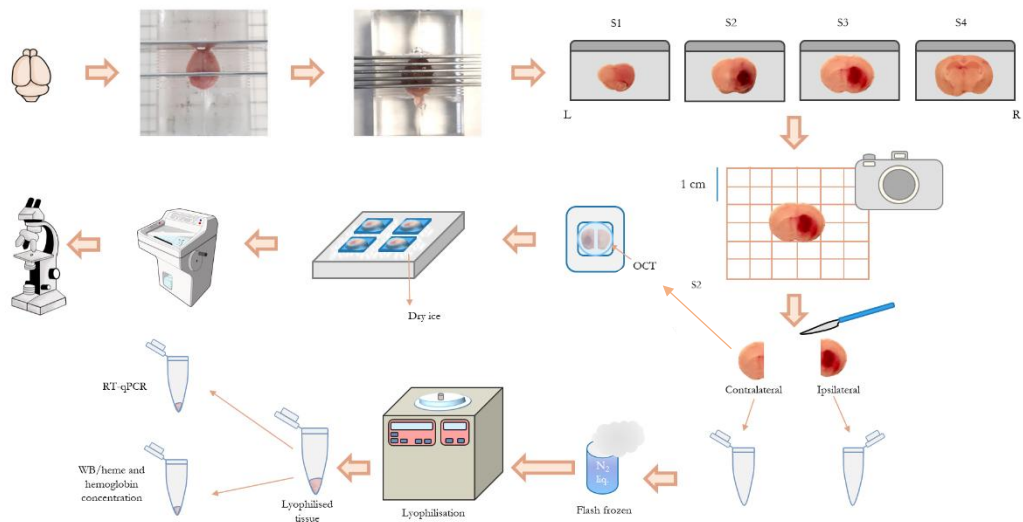 S1
S2
S3
S4
L
R
1 cm
S2
OCT
Dry ice
Contralateral
Ipsilateral
RT-qPCR
WB/heme and
hemoglobin
concentration
Lyophilised
tissue
Lyophilisation
N2
liq.
Flash frozen